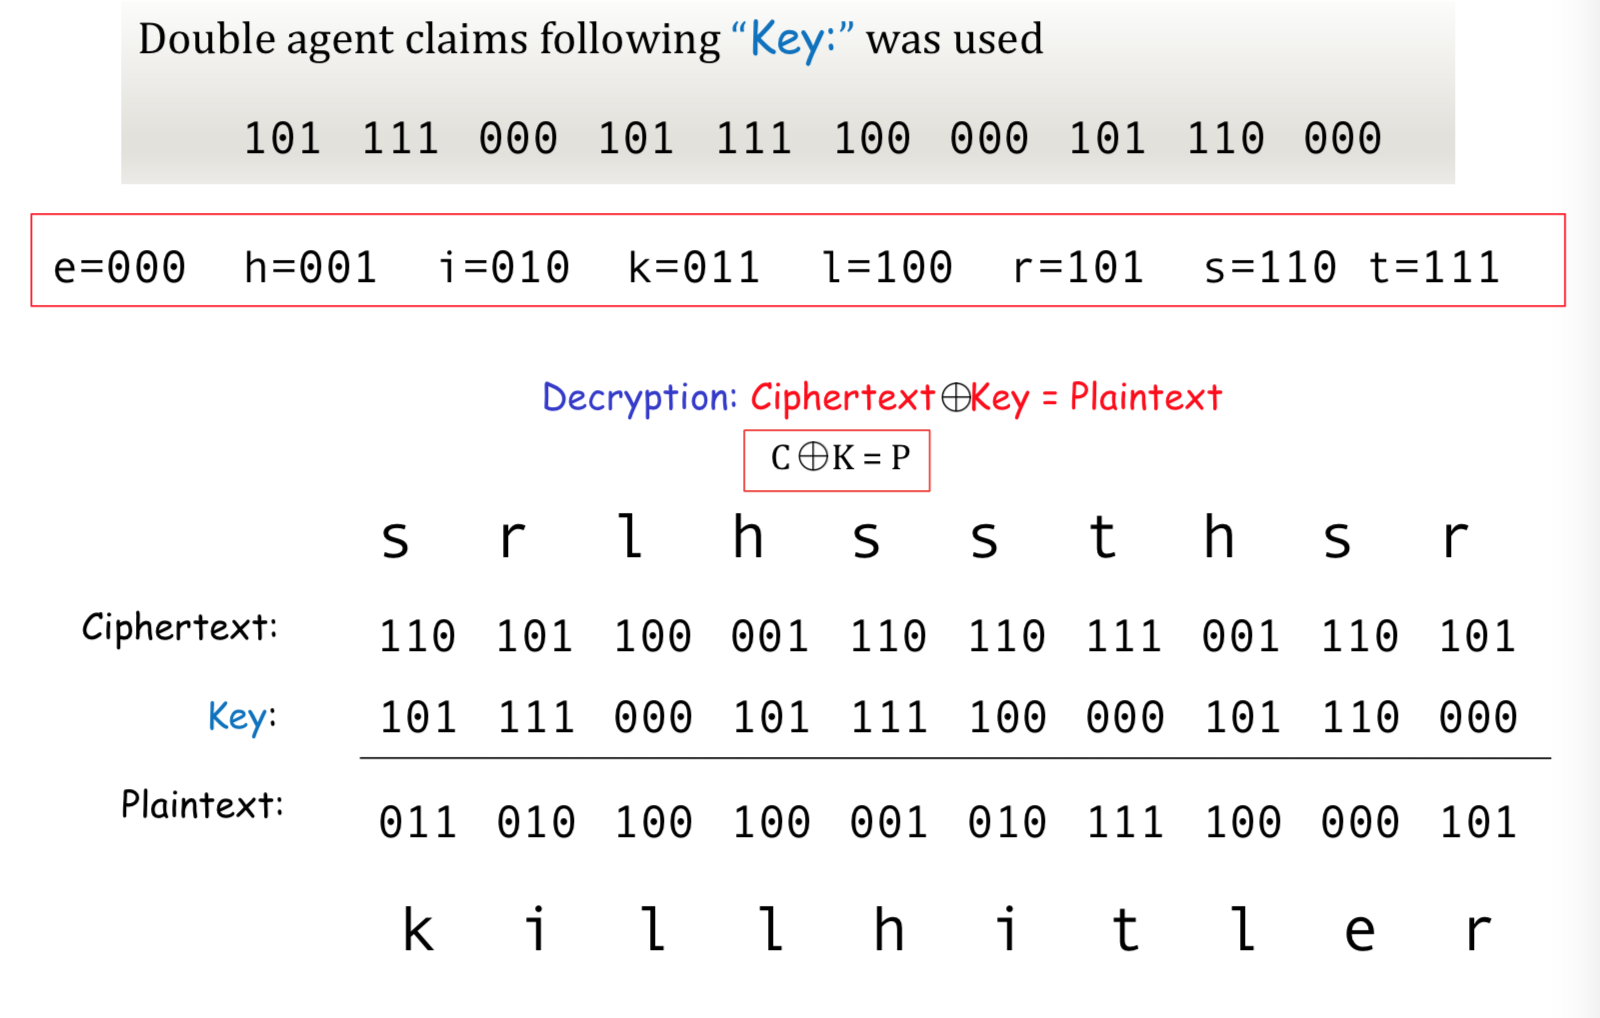 Double agent claims following “Key:” was used
101 111 000 101 111 100 000 101 110 000
e=000 h=001 i=010 k=011 l=100 r=101 s=110 t=111
Decryption: Ciphertext⊕Key = Plaintext
C⊕K = P
s r l h s s t h s r
Ciphertext: 110 101 100 001 110 110 111 001 110 101
Key: 101 111 000 101 111 100 000 101 110 000
Plaintext: 011 010 100 100 001 010 111 100 000 101
k i l l h i t l e r